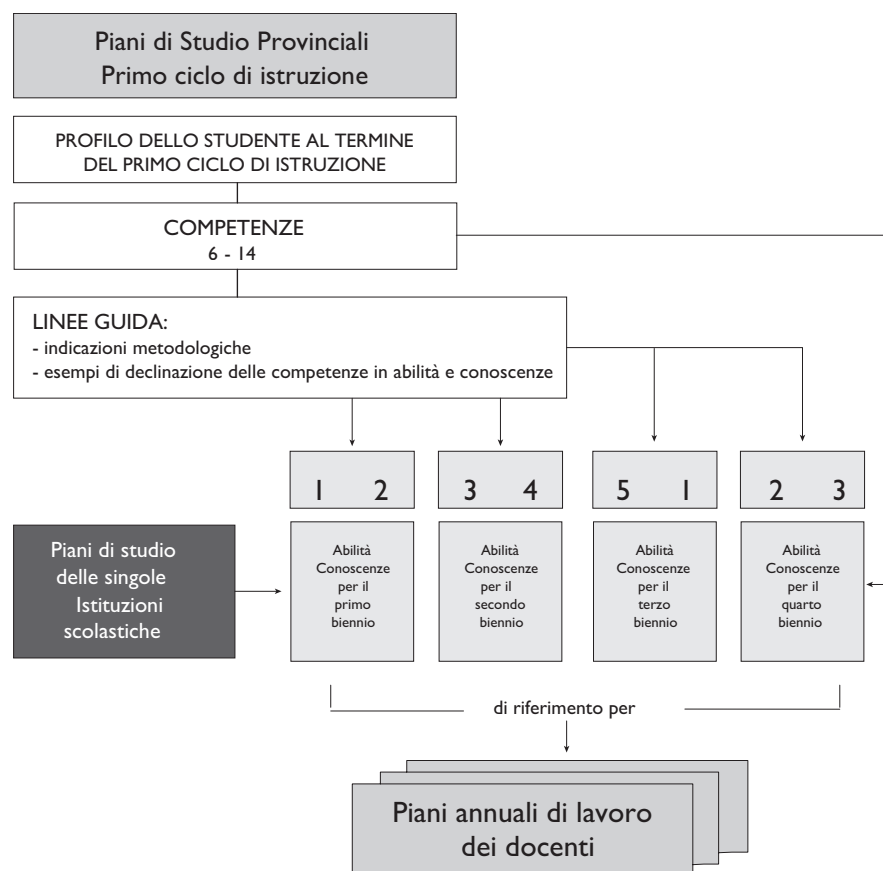 Piani di Studio Provinciali
Primo ciclo di istruzione
PROFILO DELLO STUDENTE AL TERMINE
DEL PRIMO CICLO DI ISTRUZIONE
COMPETENZE
6 - 14
LINEE GUIDA:
- indicazioni metodologiche
- esempi di declinazione delle competenze in abilità e conoscenze
1 2
3 4
5 1
2 3
Piani di studio
delle singole
Istituzioni
scolastiche
Abilità
Conoscenze
per il
primo
biennio
Abilità
Conoscenze
per il
secondo
biennio
Abilità
Conoscenze
per il
terzo
biennio
Abilità
Conoscenze
per il
quarto
biennio
di riferimento per
Piani annuali di lavoro
dei docenti